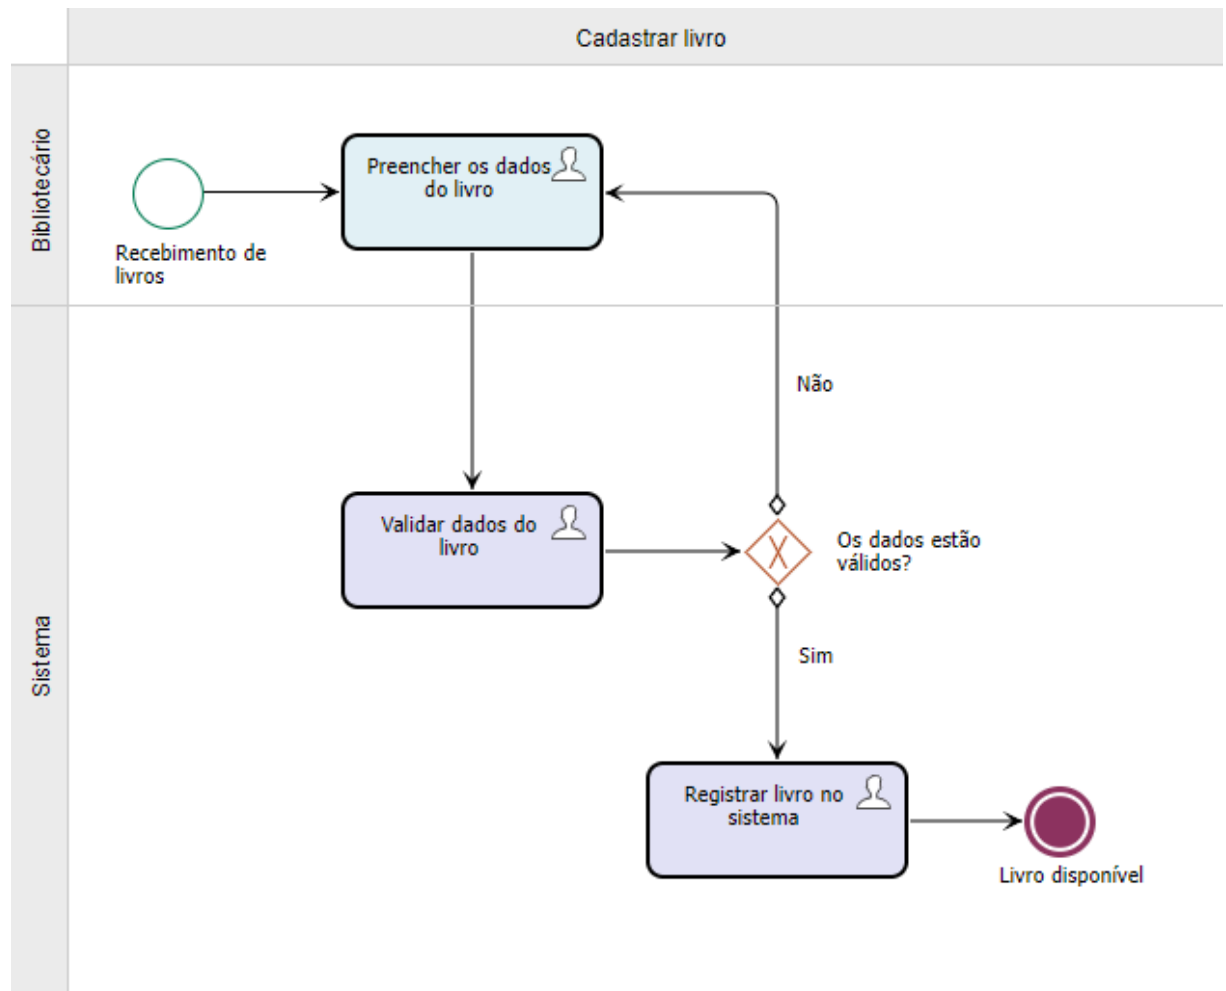 Cadastrar livro
Bibliotecário
Preencher os dados
do livro
Recebimento de
livros
Sistema
Não
Validar dados do
livro
Os dados estão
válidos?
Sim
Registrar livro no
sistema
Livro disponível